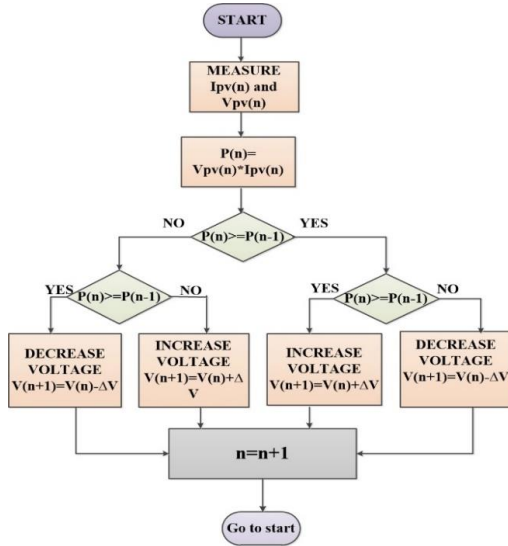 START
MEASURE
Ipv(n) and
Vpv(n)
P(n)=
Vpv(n)*Ipv(n)
NO
YES
P(n)>=P(n-1)
YES
P(n)>=P(n-1)
NO
YES
P(n)>=P(n-1)
NO
DECREASE
VOLTAGE
V(n+1)=V(n)-ΔV
INCREASE
VOLTAGE
V(n+1)=V(n)+Δ
V
INCREASE
VOLTAGE
V(n+1)=V(n)+ΔV
DECREASE
VOLTAGE
V(n+1)=V(n)-ΔV
n=n+1
Go to start